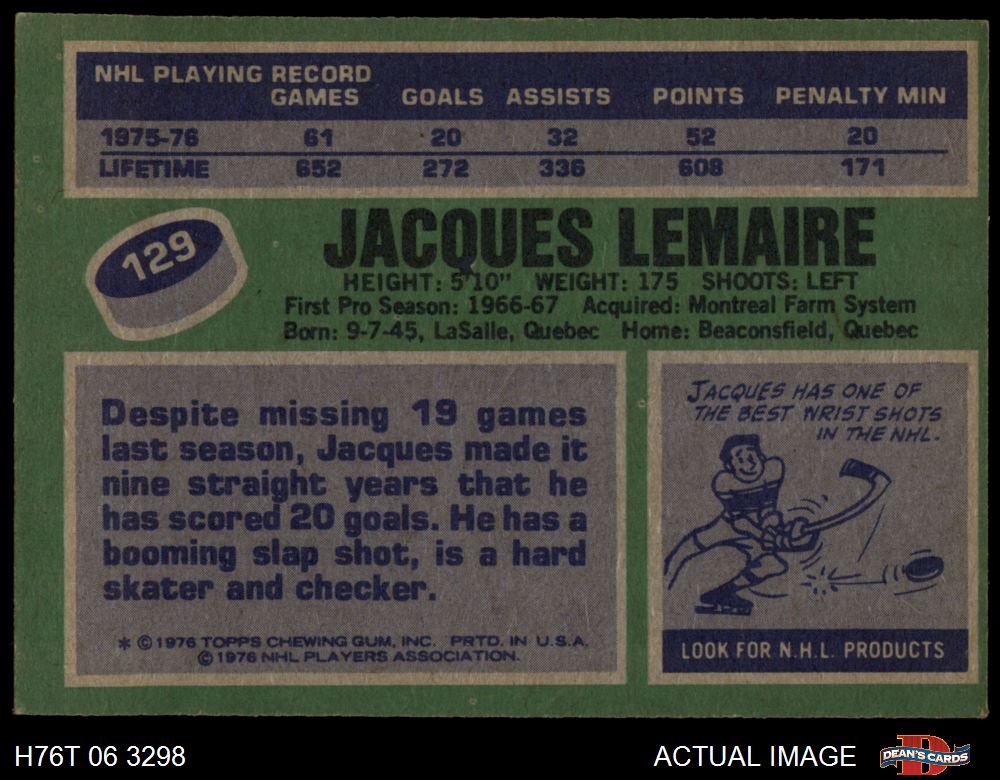 NHL PLAYING RECORD
GAMES GOALS ASSISTS POINTS PENALTY MIN
1975-76 61 20 32 52 20
LIFETIME 652 272 336 608 171
129
JACQUES LEMAIRE
HEIGHT: 5'10" WEIGHT: 175 SHOOTS: LEFT
First Pro Season: 1966-67 Acquired: Montreal Farm System
Born: 9-7-45, LaSalle, Quebec Home: Beaconsfield, Quebec
Despite missing 19 games
last season, Jacques made it
nine straight years that he
has scored 20 goals. He has a
booming slap shot, is a hard
skater and checker.
* © 1976 TOPPS CHEWING GUM, INC. PRTD. IN U.S.A.
© 1976 NHL PLAYERS ASSOCIATION.
JACQUES HAS ONE OF
THE BEST WRIST SHOTS
IN THE NHL.
LOOK FOR N.H.L. PRODUCTS
H76T 06 3298
ACTUAL IMAGE
D
DEAN'S CARDS